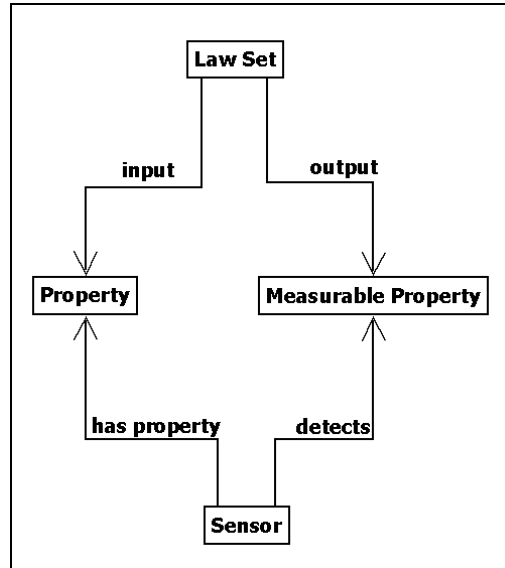 Law Set
input
output
Property
Measurable Property
has property
detects
Sensor